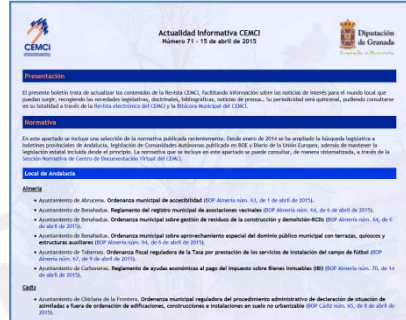 CEMCI
Actualidad Informativa CEMCI
Número 71 - 15 de abril de 2015
Diputación
de Granada
Presentación
El presente boletín trata de actualizar los contenidos de la Revista CEMCI, facilitando información sobre las noticias de interés para el mundo local que
puedan surgir, recogiendo las novedades legislativas, doctrinales, bibliográficas, noticias de prensa… Su periodicidad será quincenal, pudiendo consultarse
en su totalidad a través de la Revista electrónica del CEMCI y la Bitácora Municipal del CEMCI.
Normativa
En este apartado se incluye una selección de la normativa publicada recientemente. Desde enero de 2014 se ha ampliado la búsqueda legislativa a
boletines provinciales de Andalucía, legislación de Comunidades Autónomas publicada en BOE y Diario de la Unión Europea, además de mantener la
legislación estatal incluida desde el principio. La normativa que se incluye en este apartado se puede consultar, de manera sistematizada, a través de la
Sección Normativa de Centro de Documentación Virtual del CEMCI.
Local de Andalucía
Almería
• Ayuntamiento de Abrucena. Ordenanza municipal de accesibilidad (BOP Almería núm. 63, de 1 de abril de 2015).
• Ayuntamiento de Benahadux. Reglamento del registro municipal de asociaciones vecinales (BOP Almería núm. 64, de 6 de abril de 2015).
• Ayuntamiento de Benahadux. Ordenanza municipal sobre gestión de residuos de la construcción y demolición-RCDs (BOP Almería núm. 64, de 6
de abril de 2015).
• Ayuntamiento de Benahadux. Ordenanza municipal sobre aprovechamiento especial del dominio público municipal con terrazas, quioscos y
estructuras auxiliares (BOP Almería núm. 64, de 6 de abril de 2015).
• Ayuntamiento de Tabernas. Ordenanza fiscal reguladora de la Tasa por prestación de los servicios de instalación del campo de fútbol (BOP
Almería núm. 67, de 9 de abril de 2015).
• Ayuntamiento de Carboneras. Reglamento de ayudas económicas al pago del Impuesto sobre Bienes Inmuebles (IBI) (BOP Almería núm. 70, de 14
de abril de 2015).
Cádiz
• Ayuntamiento de Chiclana de la Frontera. Ordenanza municipal reguladora del procedimiento administrativo de declaración de situación de
asimiladas a fuera de ordenación de edificaciones, construcciones e instalaciones en suelo no urbanizable (BOP Cádiz núm. 65, de 8 de abril de
2015).